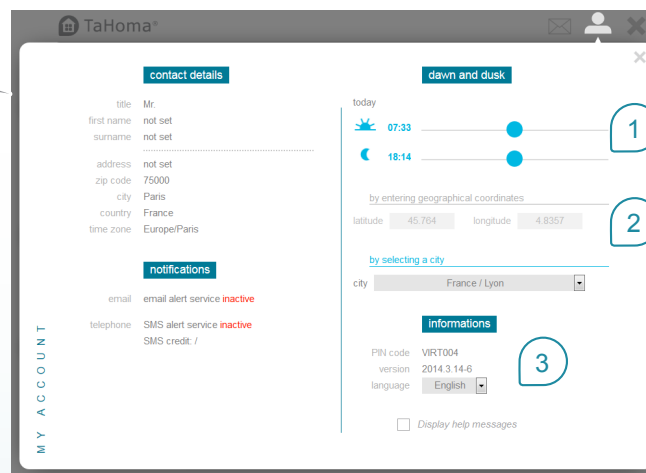 TaHoma®
contact details
title Mr.
first name not set
surname not set
address not set
zip code 75000
city Paris
country France
time zone Europe/Paris
notifications
email email alert service inactive
telephone SMS alert service inactive
SMS credit: /
MY ACCOUNT
dawn and dusk
today
07:33
18:14
1
by entering geographical coordinates
latitude 45.764 longitude 4.8357
2
by selecting a city
city France / Lyon
informations
PIN code VIRT004
version 2014.3.14-6
language English
3
Display help messages